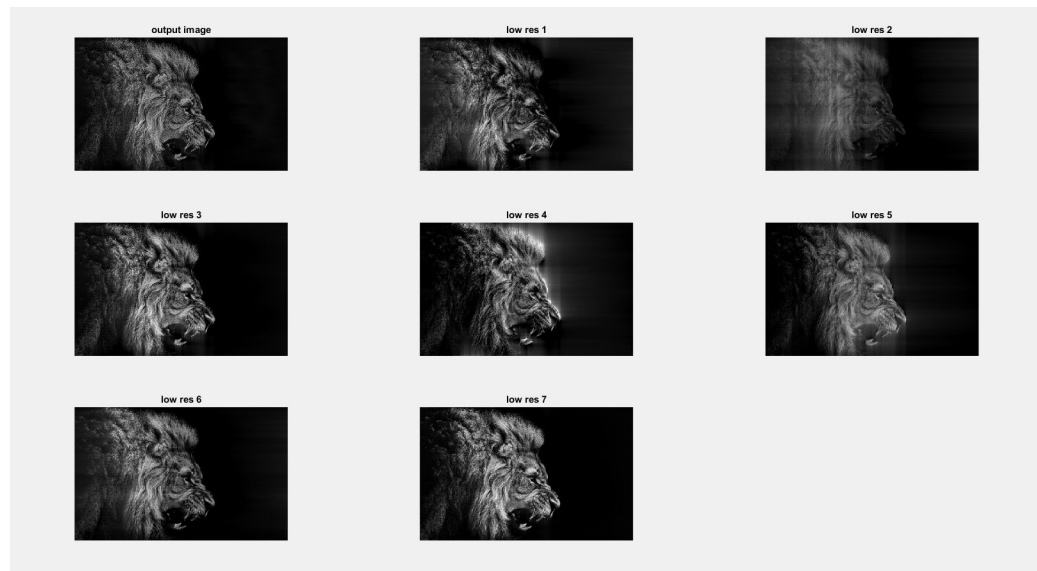 output image
low res 1
low res 2
low res 3
low res 4
low res 5
low res 6
low res 7